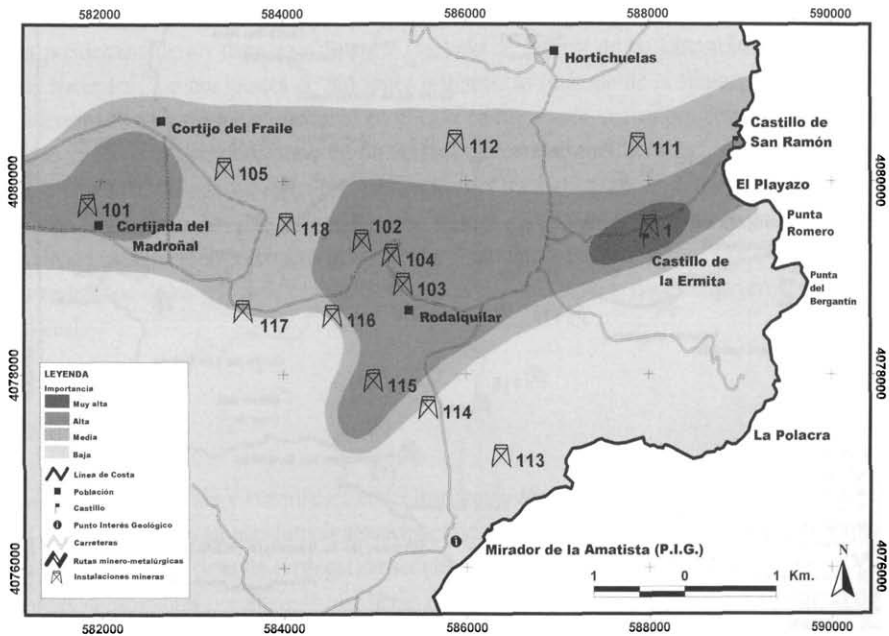 582000 584000 586000 588000 590000
Hortichuelas
Cortijo del Fraile
Castillo de
San Ramón
112
111
105
4080000
4080000
El Playazo
101
Cortijada del
Madroñal
118
102
1
Punta
Romero
104
Castillo de
la Ermita
103
Punta
del
Bergantín
117
116
Rodalquilar
4078000
4078000
115
114
La Polacra
113
LEYENDA
Importancia
Muy alta
Alta
Media
Baja
Línea de Costa
Población
Castillo
Punto Interés Geológico
Carreteras
Rutas minero-metalúrgicas
Instalaciones mineras
Mirador de la Amatista (P.I.G.)
N
1 0 1 Km.
4076000
4076000
582000 584000 586000 588000 590000